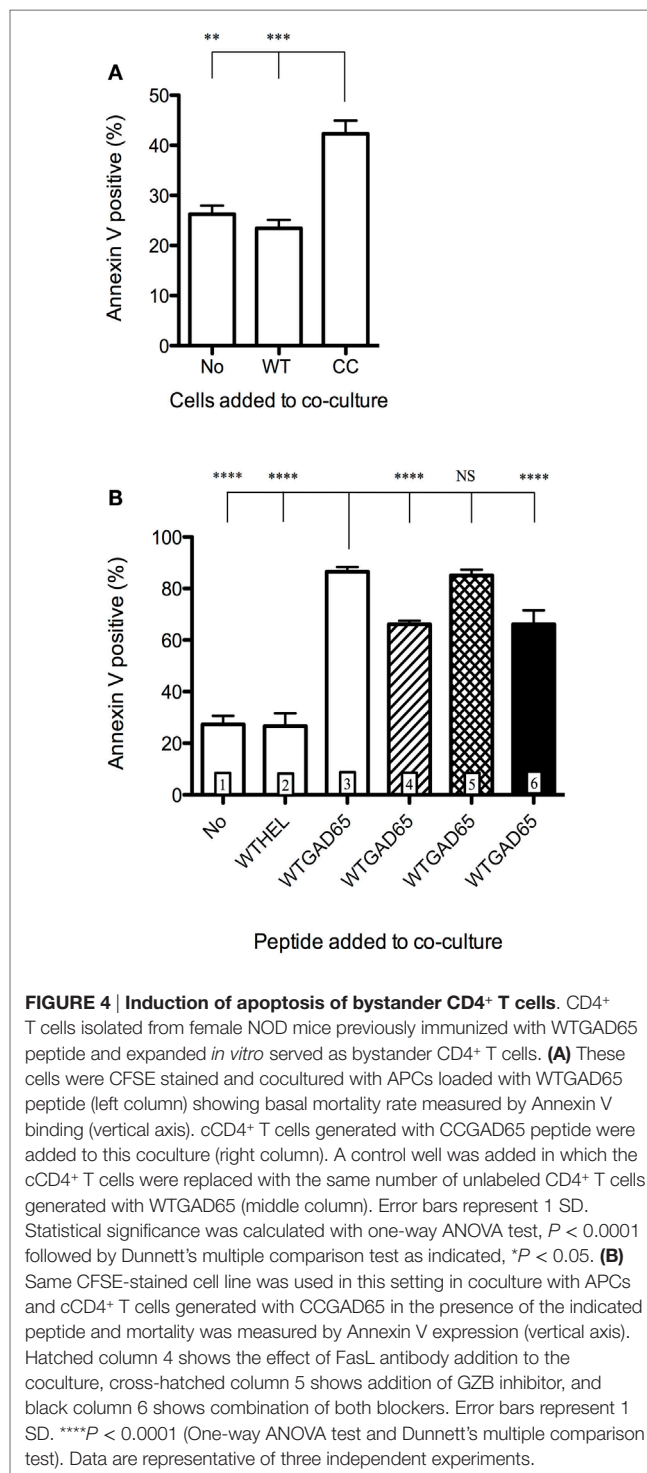 A
** ***
Annexin V positive (%)
50
40
30
20
10
0
No WT CC
Cells added to co-culture
B
**** **** **** NS ****
Annexin V positive (%)
100
80
60
40
20
0
1 2 3 4 5 6
No WTHEL WTGAD65 WTGAD65 WTGAD65 WTGAD65
Peptide added to co-culture
FIGURE 4 | Induction of apoptosis of bystander CD4+ T cells. CD4+
T cells isolated from female NOD mice previously immunized with WTGAD65
peptide and expanded in vitro served as bystander CD4+ T cells. (A) These
cells were CFSE stained and cocultured with APCs loaded with WTGAD65
peptide (left column) showing basal mortality rate measured by Annexin V
binding (vertical axis). cCD4+ T cells generated with CCGAD65 peptide were
added to this coculture (right column). A control well was added in which the
cCD4+ T cells were replaced with the same number of unlabeled CD4+ T cells
generated with WTGAD65 (middle column). Error bars represent 1 SD.
Statistical significance was calculated with one-way ANOVA test, P < 0.0001
followed by Dunnett's multiple comparison test as indicated, *P < 0.05. (B)
Same CFSE-stained cell line was used in this setting in coculture with APCs
and cCD4+ T cells generated with CCGAD65 in the presence of the indicated
peptide and mortality was measured by Annexin V expression (vertical axis).
Hatched column 4 shows the effect of FasL antibody addition to the
coculture, cross-hatched column 5 shows addition of GZB inhibitor, and
black column 6 shows combination of both blockers. Error bars represent 1
SD. ****P < 0.0001 (One-way ANOVA test and Dunnett's multiple comparison
test). Data are representative of three independent experiments.